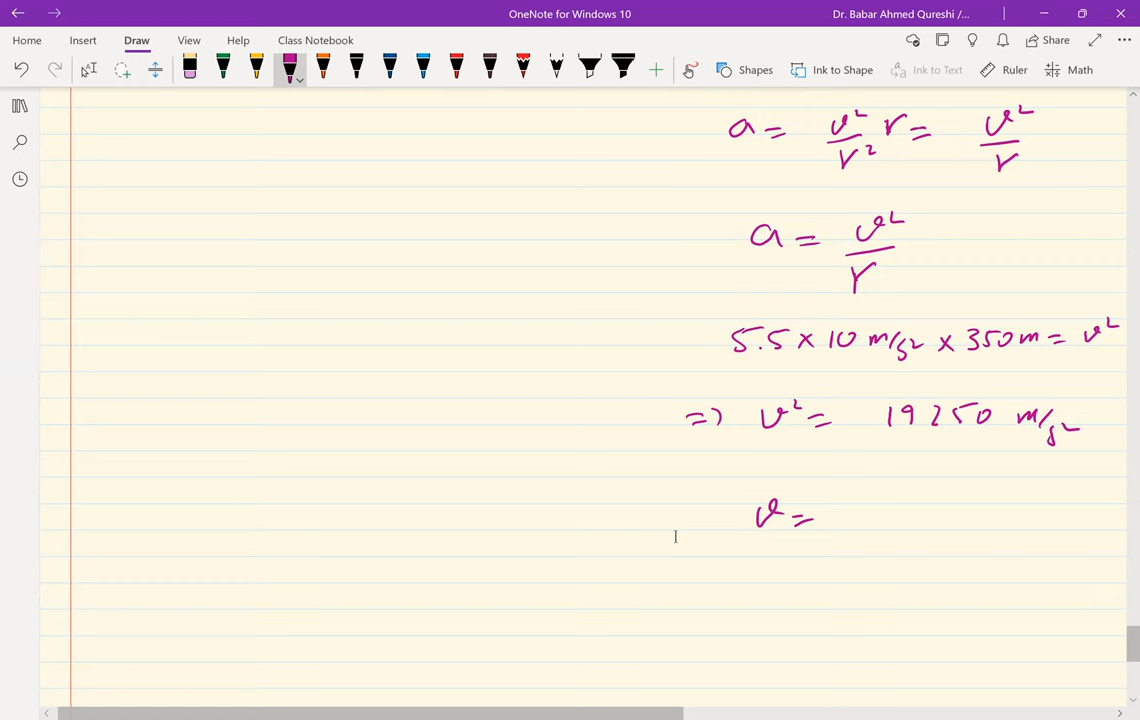 OneNote for Windows 10
Dr. Babar Ahmed Qureshi /...
Home Insert Draw View Help Class Notebook
Share
Shapes Ink to Shape Ink to Text Ruler Math
a = v²/r² r = v²/r
a = v²/r
5.5 × 10 m/s² × 350 m = v²
=> v² = 19250 m/s²
v =